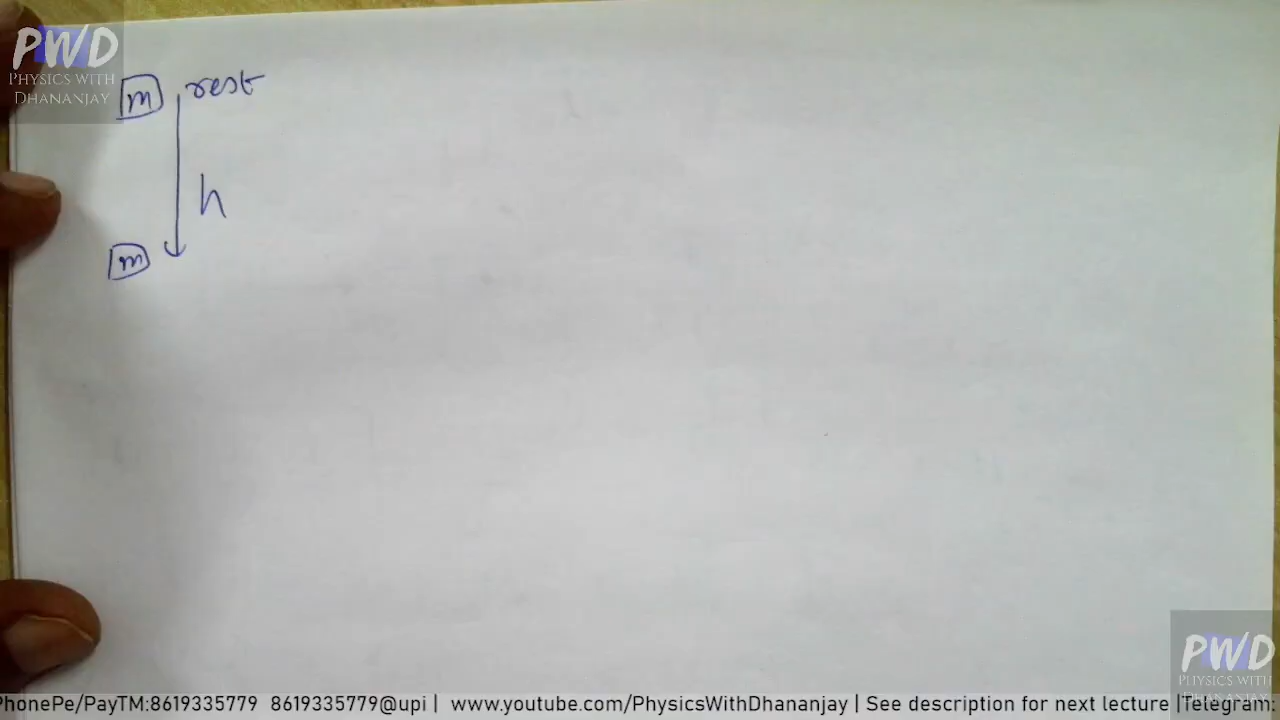 PWD
PHYSICS WITH
DHANANJAY
m rest
h
m
PWD
PHYSICS WITH
DHANANJAY
PhonePe/PayTM:8619335779 8619335779@upi | www.youtube.com/PhysicsWithDhananjay | See description for next lecture |Telegram: